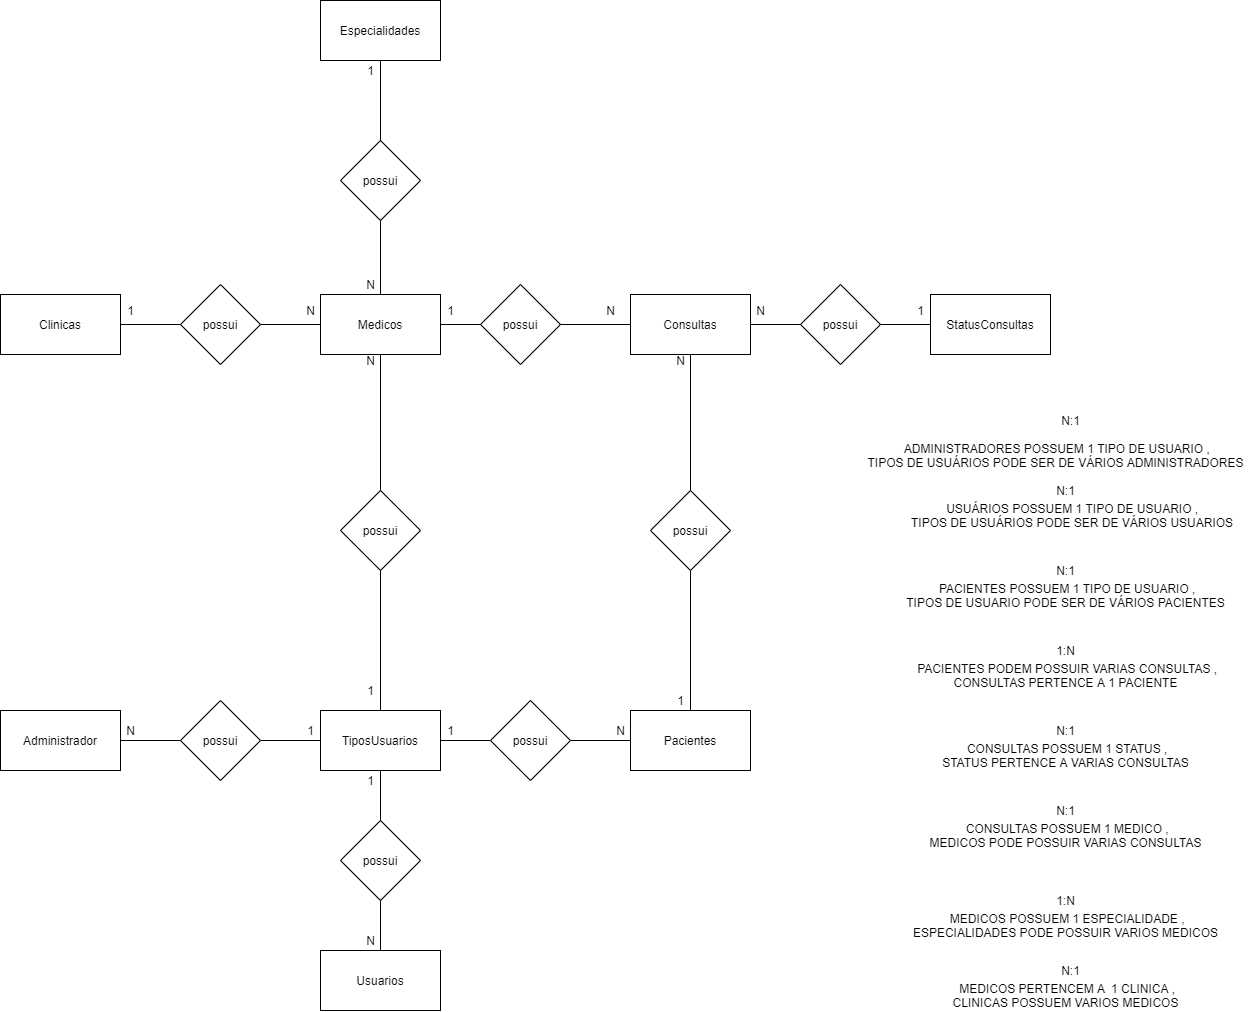 Especialidades
1
possui
N
Clinicas
1
possui
N
Medicos
1
possui
N
Consultas
N
possui
1
StatusConsultas
N
possui
1
N
possui
1
Administrador
N
possui
1
TiposUsuarios
1
possui
N
Pacientes
1
possui
N
Usuarios
N:1
ADMINISTRADORES POSSUEM 1 TIPO DE USUARIO ,
TIPOS DE USUÁRIOS PODE SER DE VÁRIOS ADMINISTRADORES
N:1
USUÁRIOS POSSUEM 1 TIPO DE USUARIO ,
TIPOS DE USUÁRIOS PODE SER DE VÁRIOS USUARIOS
N:1
PACIENTES POSSUEM 1 TIPO DE USUARIO ,
TIPOS DE USUARIO PODE SER DE VÁRIOS PACIENTES
1:N
PACIENTES PODEM POSSUIR VARIAS CONSULTAS ,
CONSULTAS PERTENCE A 1 PACIENTE
N:1
CONSULTAS POSSUEM 1 STATUS ,
STATUS PERTENCE A VARIAS CONSULTAS
N:1
CONSULTAS POSSUEM 1 MEDICO ,
MEDICOS PODE POSSUIR VARIAS CONSULTAS
1:N
MEDICOS POSSUEM 1 ESPECIALIDADE ,
ESPECIALIDADES PODE POSSUIR VARIOS MEDICOS
N:1
MEDICOS PERTENCEM A  1 CLINICA ,
CLINICAS POSSUEM VARIOS MEDICOS